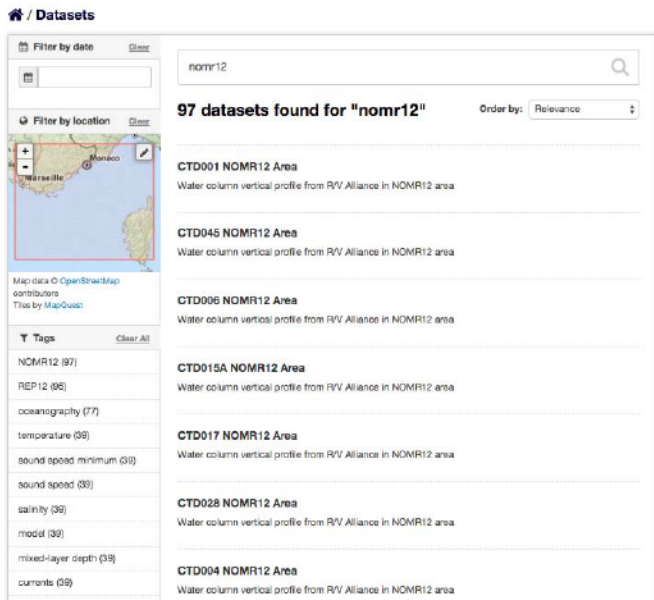 / Datasets
Filter by date Clear
Filter by location Clear
+
-
Monaco
Marseille
Map data © OpenStreetMap
contributors
Tiles by MapQuest
Tags Clear All
NOMR12 (97)
REP12 (96)
oceanography (77)
temperature (39)
sound speed minimum (39)
sound speed (39)
salinity (39)
model (39)
mixed-layer depth (39)
currents (39)
nomr12
97 datasets found for "nomr12" Order by: Relevance
CTD001 NOMR12 Area
Water column vertical profile from R/V Alliance in NOMR12 area
CTD045 NOMR12 Area
Water column vertical profile from R/V Alliance in NOMR12 area
CTD006 NOMR12 Area
Water column vertical profile from R/V Alliance in NOMR12 area
CTD015A NOMR12 Area
Water column vertical profile from R/V Alliance in NOMR12 area
CTD017 NOMR12 Area
Water column vertical profile from R/V Alliance in NOMR12 area
CTD028 NOMR12 Area
Water column vertical profile from R/V Alliance in NOMR12 area
CTD004 NOMR12 Area
Water column vertical profile from R/V Alliance in NOMR12 area